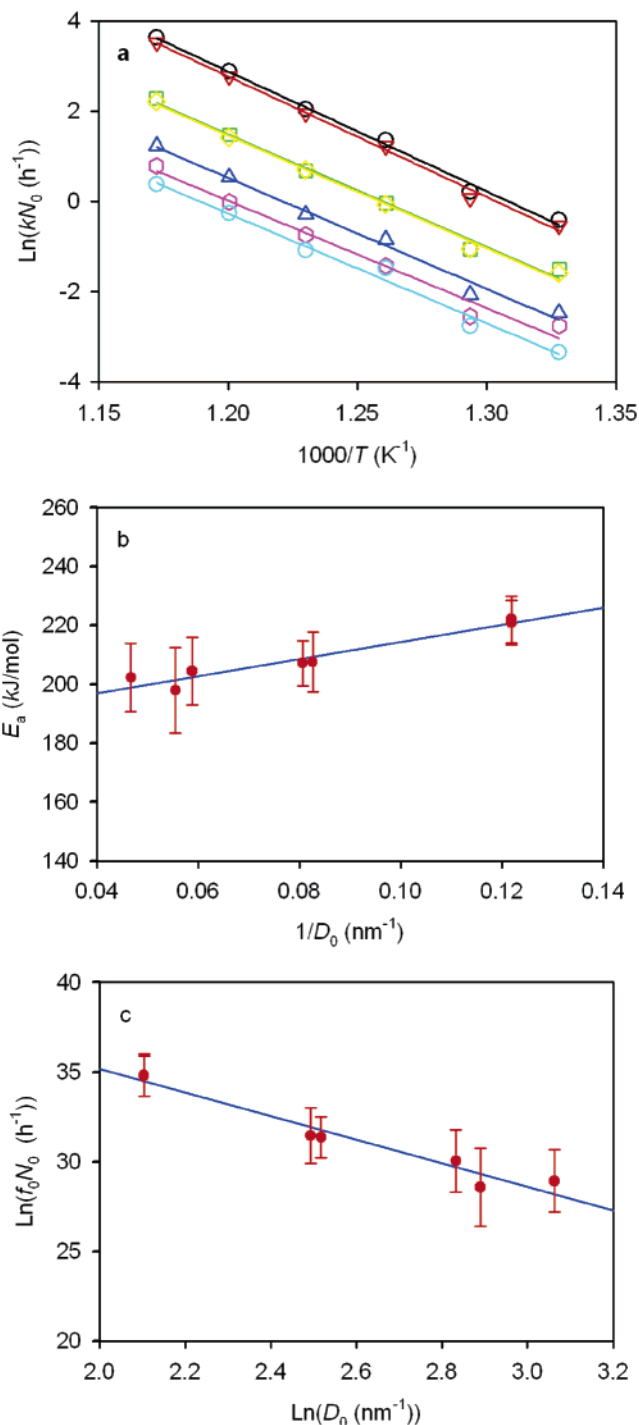 a
4
2
0
-2
-4
Ln(kN₀ (h⁻¹))
1.15 1.20 1.25 1.30 1.35
1000/T (K⁻¹)
b
260
240
220
200
180
160
140
Eₐ (kJ/mol)
0.04 0.06 0.08 0.10 0.12 0.14
1/D₀ (nm⁻¹)
c
40
35
30
25
20
Ln(f₀N₀ (h⁻¹))
2.0 2.2 2.4 2.6 2.8 3.0 3.2
Ln(D₀ (nm⁻¹))